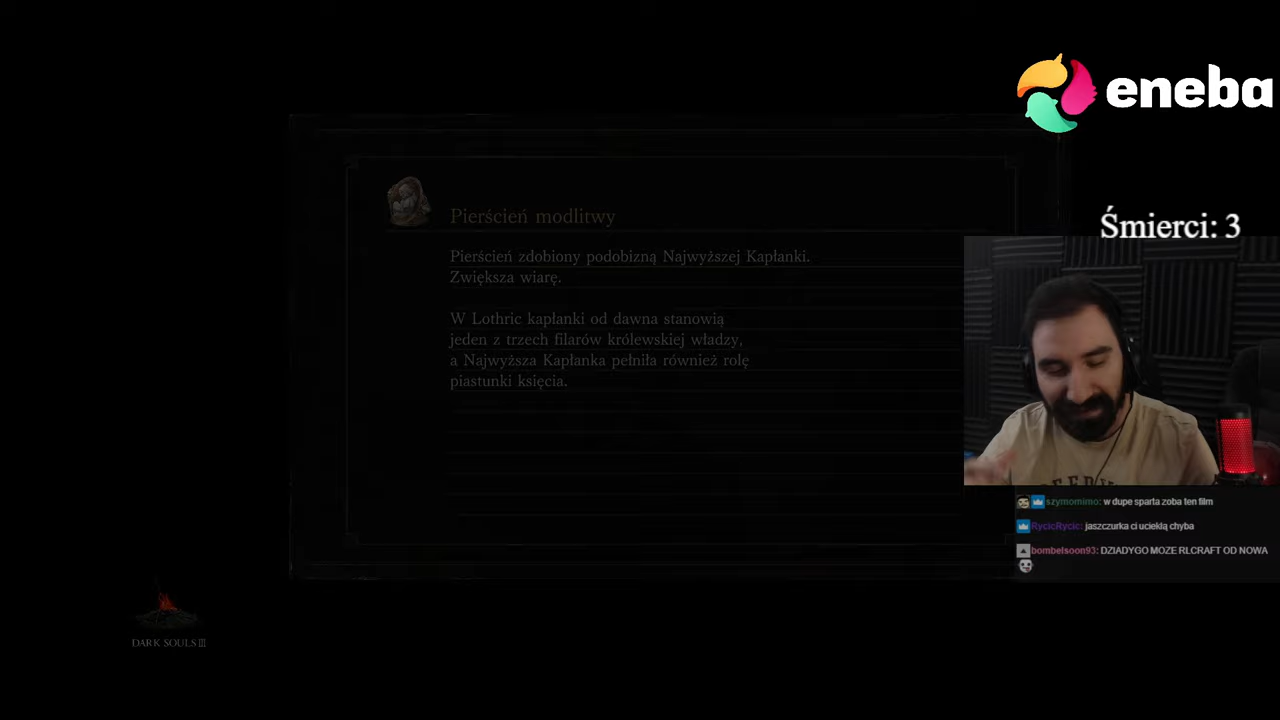 eneba
Śmierci: 3
Pierścień modlitwy
Pierścień zdobiony podobizną Najwyższej Kapłanki.
Zwiększa wiarę.
W Lothric kapłanki od dawna stanowią
jeden z trzech filarów królewskiej władzy,
a Najwyższa Kapłanka pełniła również rolę
piastunki księcia.
szymomimo: w dupe sparta zoba ten film
RycicRycic: jaszczurka ci uciekłą chyba
bombelsoon93: DZIADYGO MOZE RLCRAFT OD NOWA
DARK SOULS III